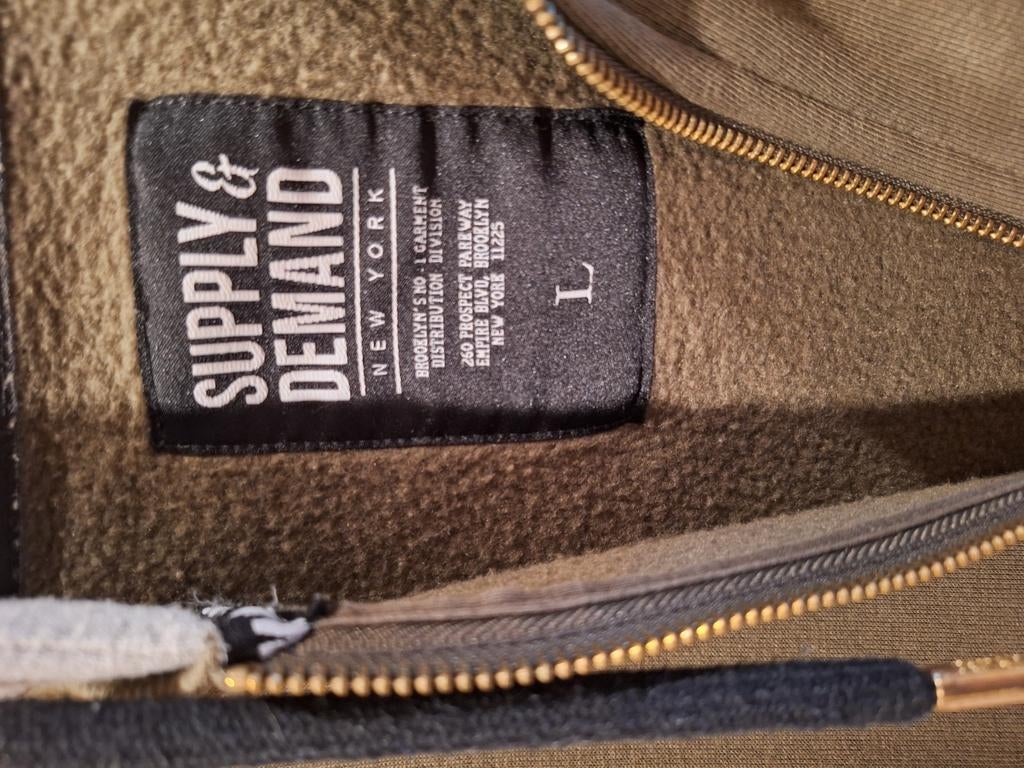 SUPPLY &
DEMAND
NEW YORK
BROOKLYN'S NO·1 GARMENT
DISTRIBUTION DIVISION
260 PROSPECT PARKWAY
EMPIRE BLVD, BROOKLYN
NEW YORK 11225
L